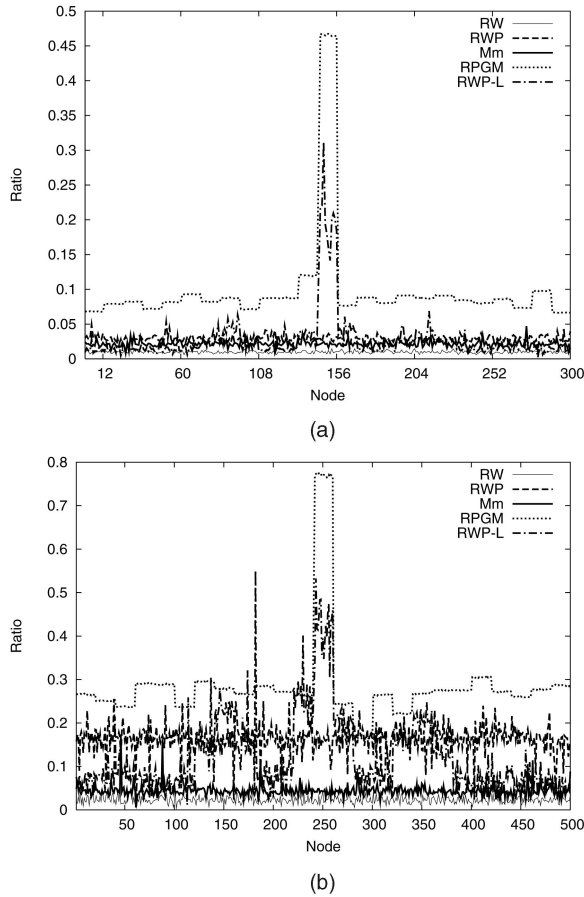 0.5
0.45
0.4
0.35
0.3
0.25
0.2
0.15
0.1
0.05
0
Ratio
RW
RWP
Mm
RPGM
RWP-L
12 60 108 156 204 252 300
Node
(a)
0.8
0.7
0.6
0.5
0.4
0.3
0.2
0.1
0
Ratio
RW
RWP
Mm
RPGM
RWP-L
50 100 150 200 250 300 350 400 450 500
Node
(b)